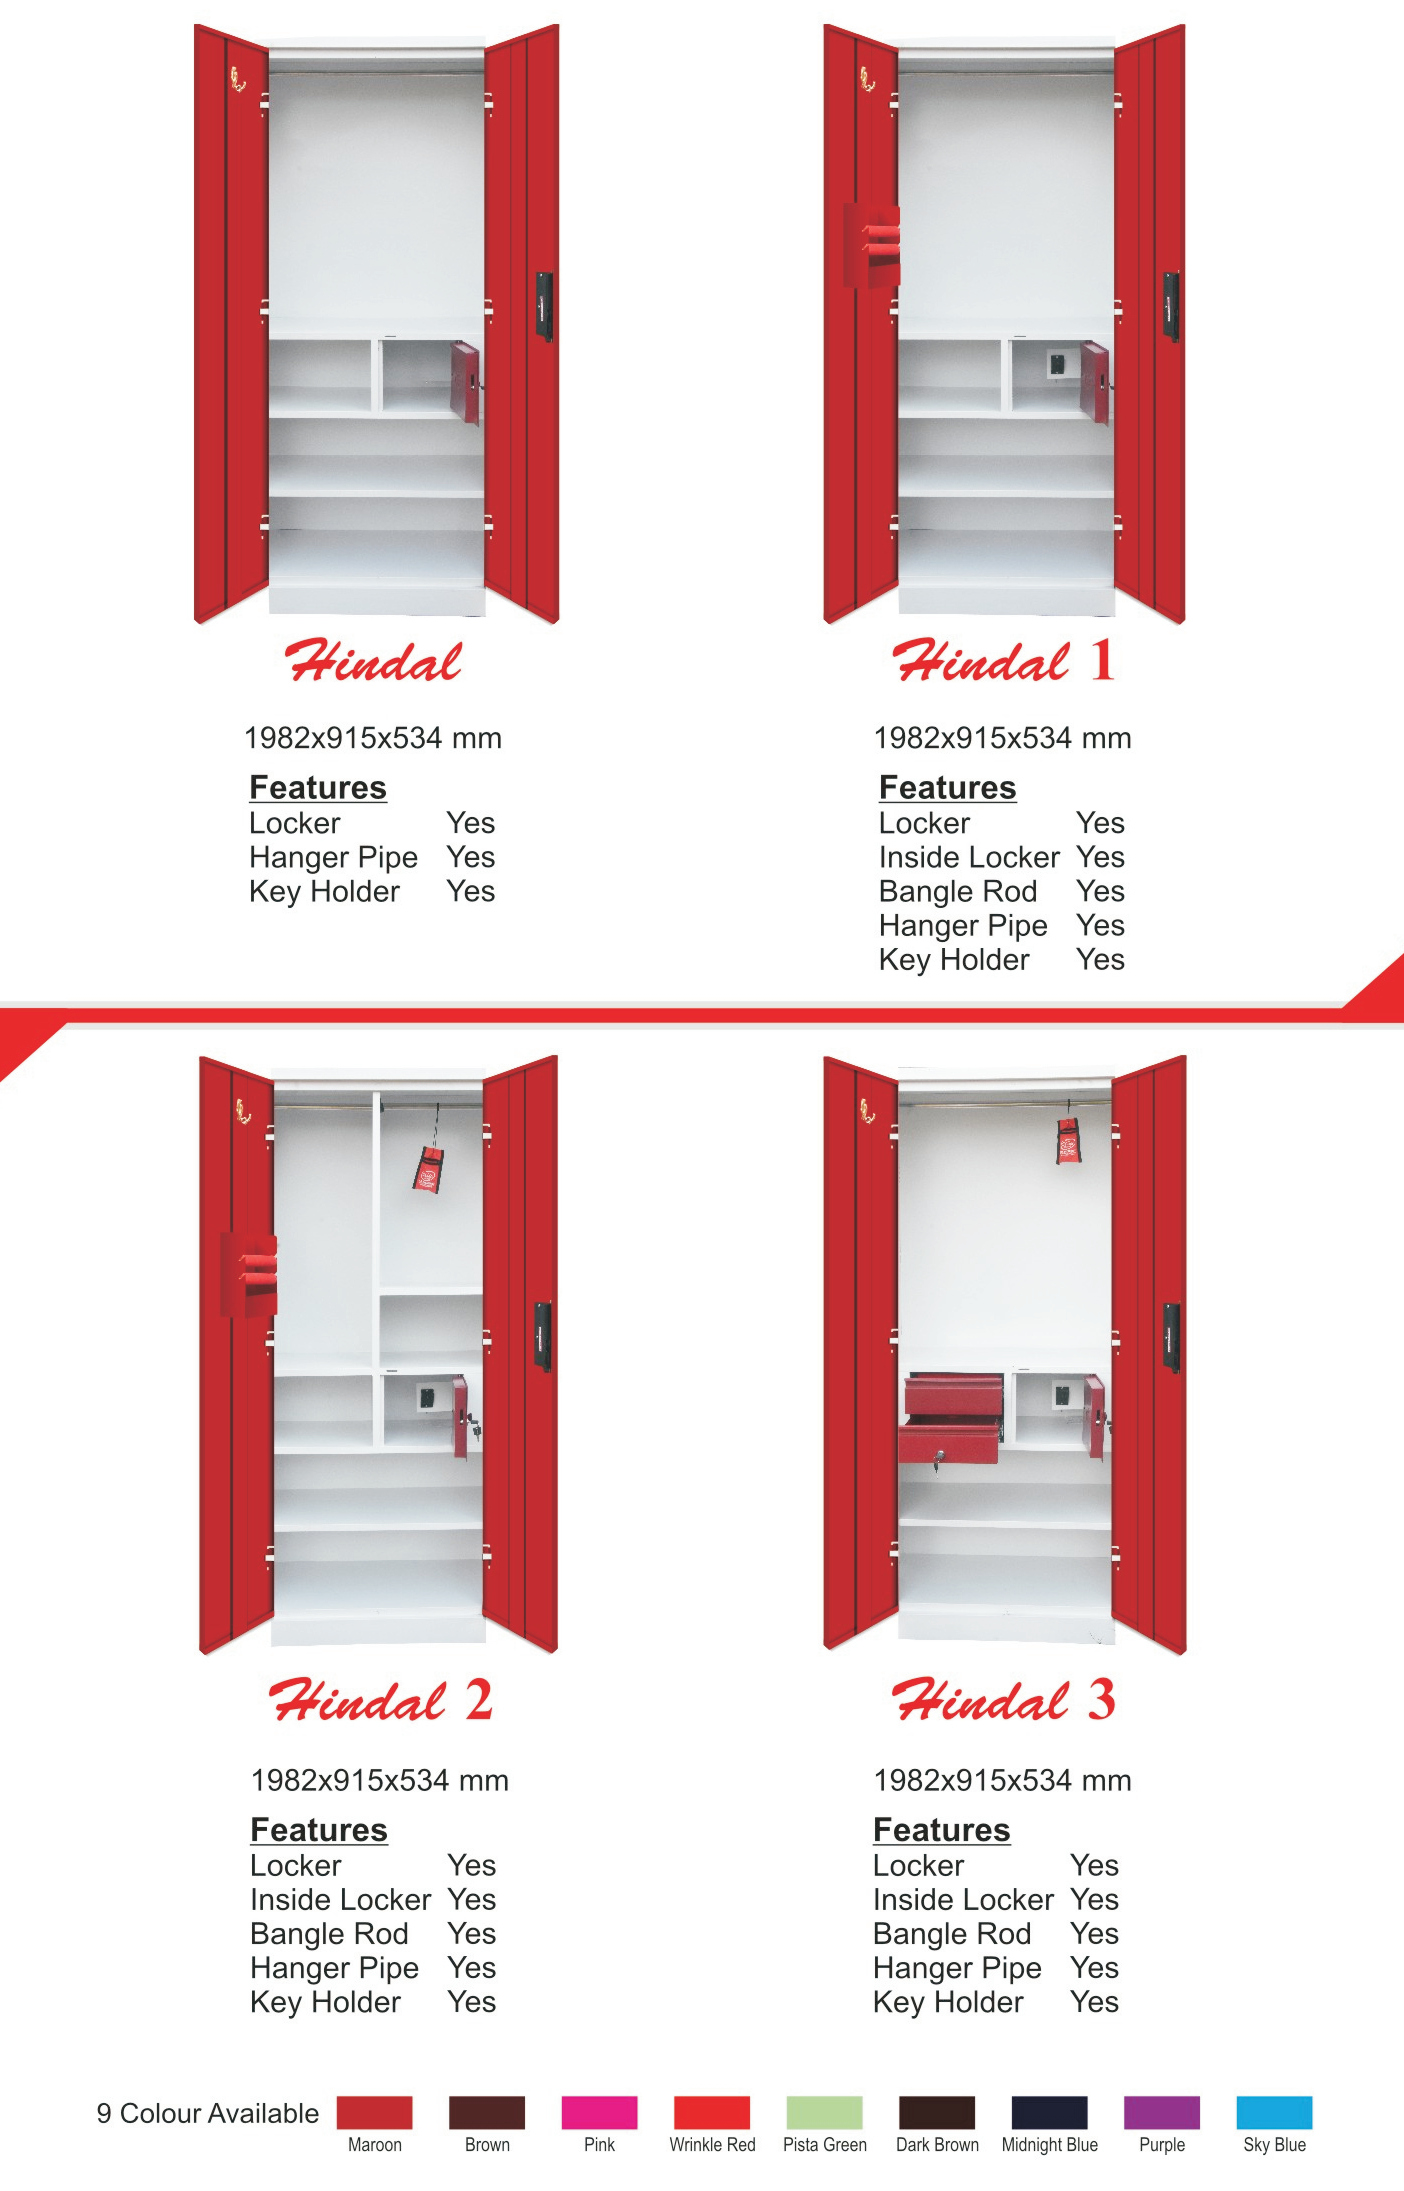 Hindal
1982x915x534 mm
Features
Locker Yes
Hanger Pipe Yes
Key Holder Yes
Hindal 1
1982x915x534 mm
Features
Locker Yes
Inside Locker Yes
Bangle Rod Yes
Hanger Pipe Yes
Key Holder Yes
Hindal 2
1982x915x534 mm
Features
Locker Yes
Inside Locker Yes
Bangle Rod Yes
Hanger Pipe Yes
Key Holder Yes
Hindal 3
1982x915x534 mm
Features
Locker Yes
Inside Locker Yes
Bangle Rod Yes
Hanger Pipe Yes
Key Holder Yes
9 Colour Available
Maroon Brown Pink Wrinkle Red Pista Green Dark Brown Midnight Blue Purple Sky Blue